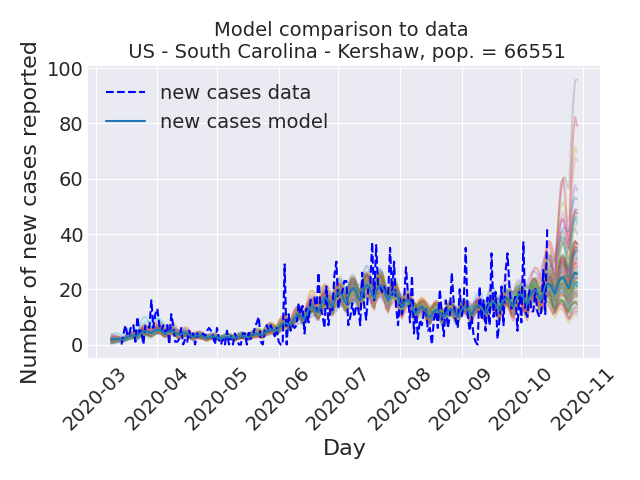 Model comparison to data
US - South Carolina - Kershaw, pop. = 66551
Number of new cases reported
100
80
60
40
20
0
new cases data
new cases model
2020-03
2020-04
2020-05
2020-06
2020-07
2020-08
2020-09
2020-10
2020-11
Day